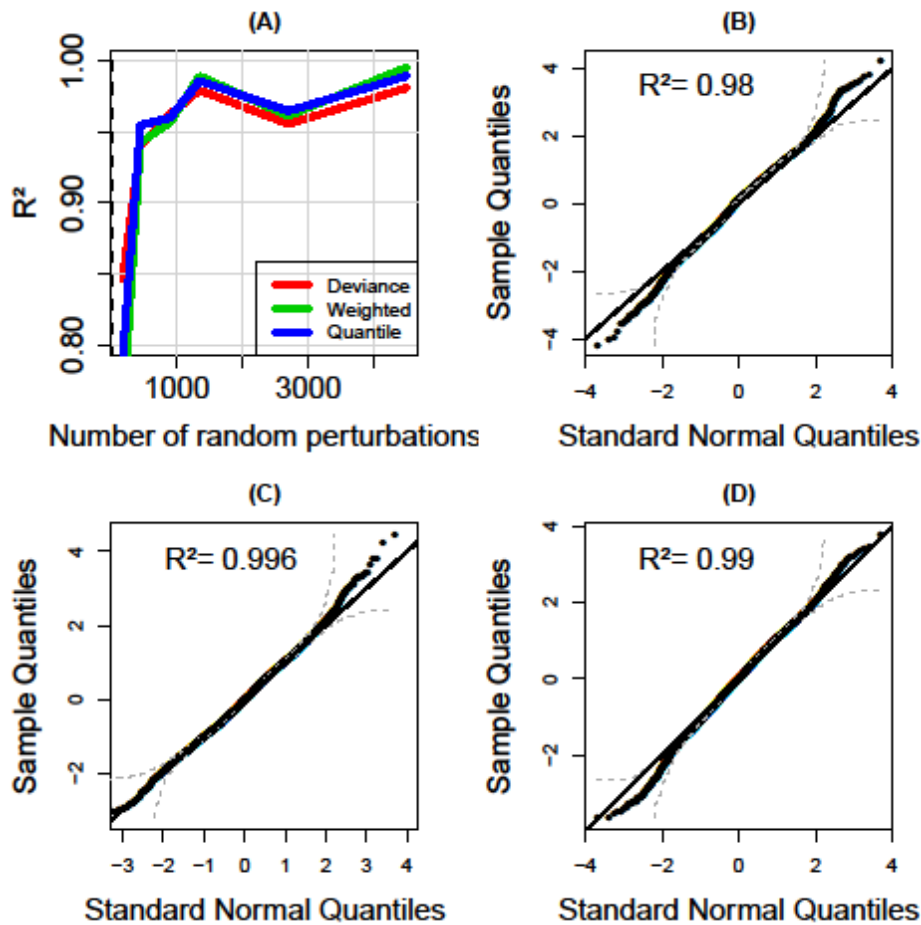 (A)
1.00
0.90
0.80
R²
Deviance
Weighted
Quantile
1000 3000
Number of random perturbations
(B)
R²= 0.98
4
2
0
−2
−4
Sample Quantiles
−4 −2 0 2 4
Standard Normal Quantiles
(C)
R²= 0.996
4
2
0
−2
Sample Quantiles
−3 −2 −1 0 1 2 3 4
Standard Normal Quantiles
(D)
R²= 0.99
4
2
0
−2
Sample Quantiles
−4 −2 0 2 4
Standard Normal Quantiles